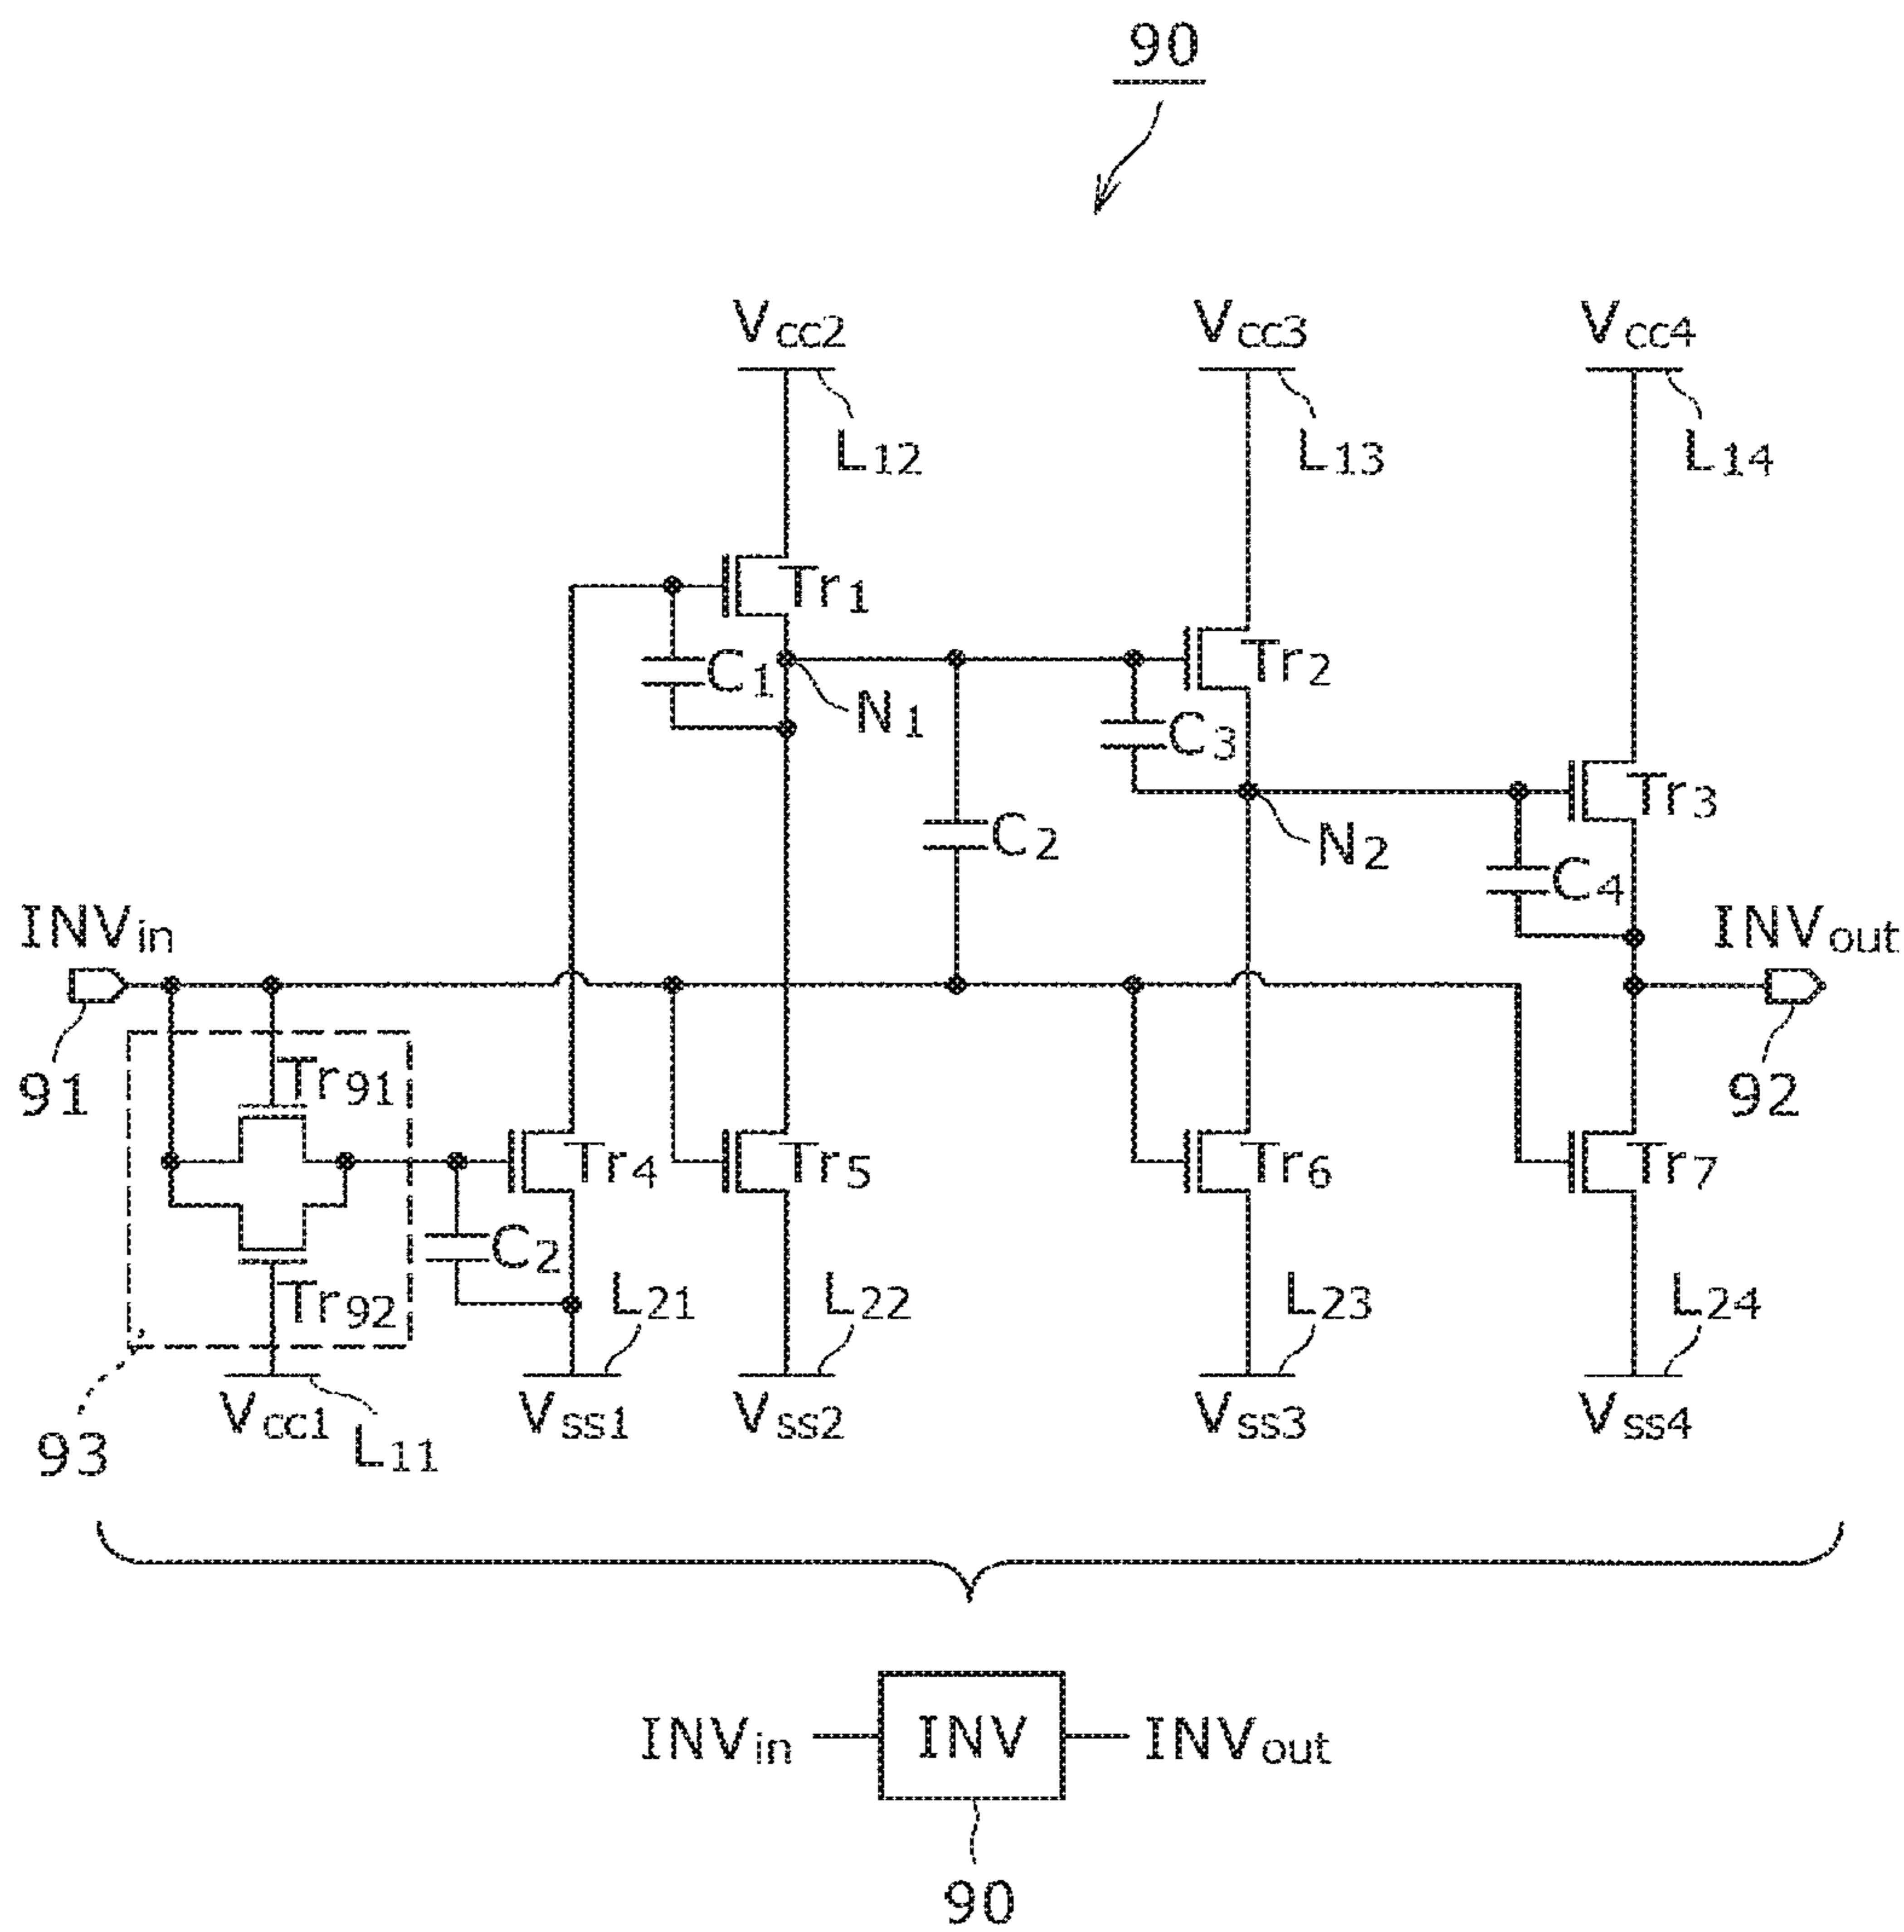 90
Vcc2 Vcc3 Vcc4
L12 L13 L14
Tr1
Tr2
C1
N1
C3
Tr3
C2
N2
C4
INVin INVout
91 92
Tr91
Tr4 Tr5 Tr6 Tr7
C2
Tr92
L21 L22 L23 L24
Vcc1 Vss1 Vss2 Vss3 Vss4
93 L11
INVin INV INVout
90